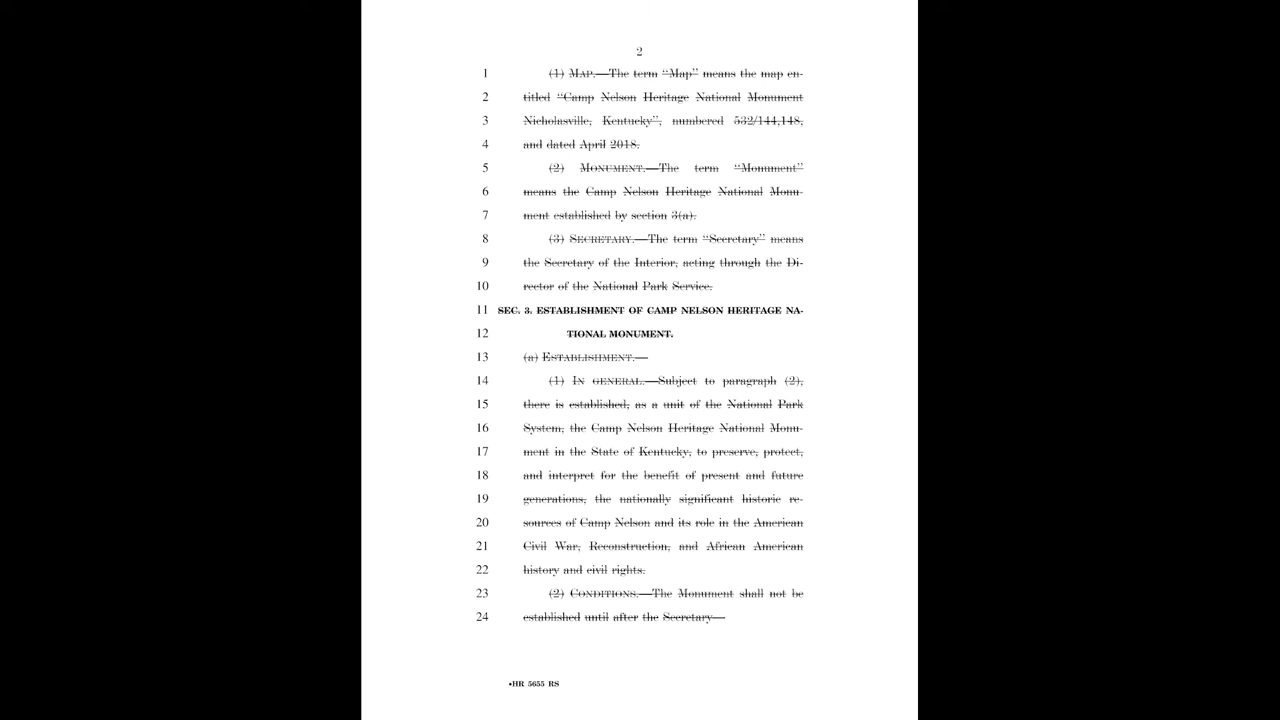 2
1 (1) MAP.—The term ‘‘Map’’ means the map en-
2 titled ‘‘Camp Nelson Heritage National Monument
3 Nicholasville, Kentucky’’, numbered 532/144,148,
4 and dated April 2018.
5 (2) MONUMENT.—The term ‘‘Monument’’
6 means the Camp Nelson Heritage National Monu-
7 ment established by section 3(a).
8 (3) SECRETARY.—The term ‘‘Secretary’’ means
9 the Secretary of the Interior, acting through the Di-
10 rector of the National Park Service.
11 SEC. 3. ESTABLISHMENT OF CAMP NELSON HERITAGE NA-
12 TIONAL MONUMENT.
13 (a) ESTABLISHMENT.—
14 (1) IN GENERAL.—Subject to paragraph (2),
15 there is established, as a unit of the National Park
16 System, the Camp Nelson Heritage National Monu-
17 ment in the State of Kentucky, to preserve, protect,
18 and interpret for the benefit of present and future
19 generations, the nationally significant historic re-
20 sources of Camp Nelson and its role in the American
21 Civil War, Reconstruction, and African American
22 history and civil rights.
23 (2) CONDITIONS.—The Monument shall not be
24 established until after the Secretary—
•HR 5655 RS